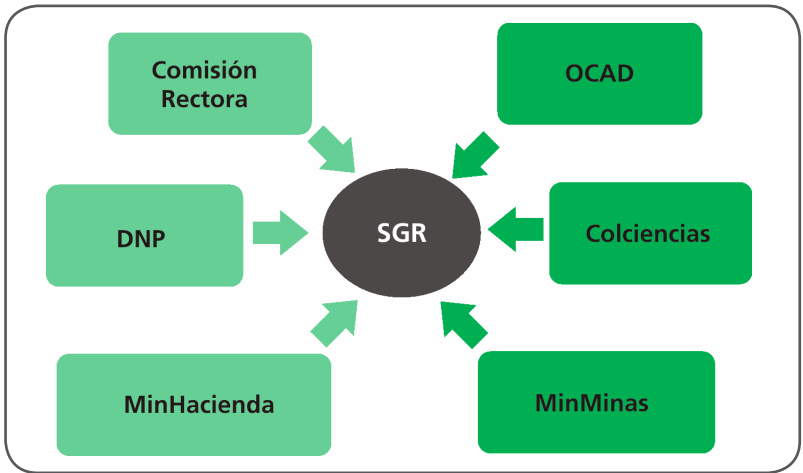 Comisión
Rectora
OCAD
DNP
SGR
Colciencias
MinHacienda
MinMinas